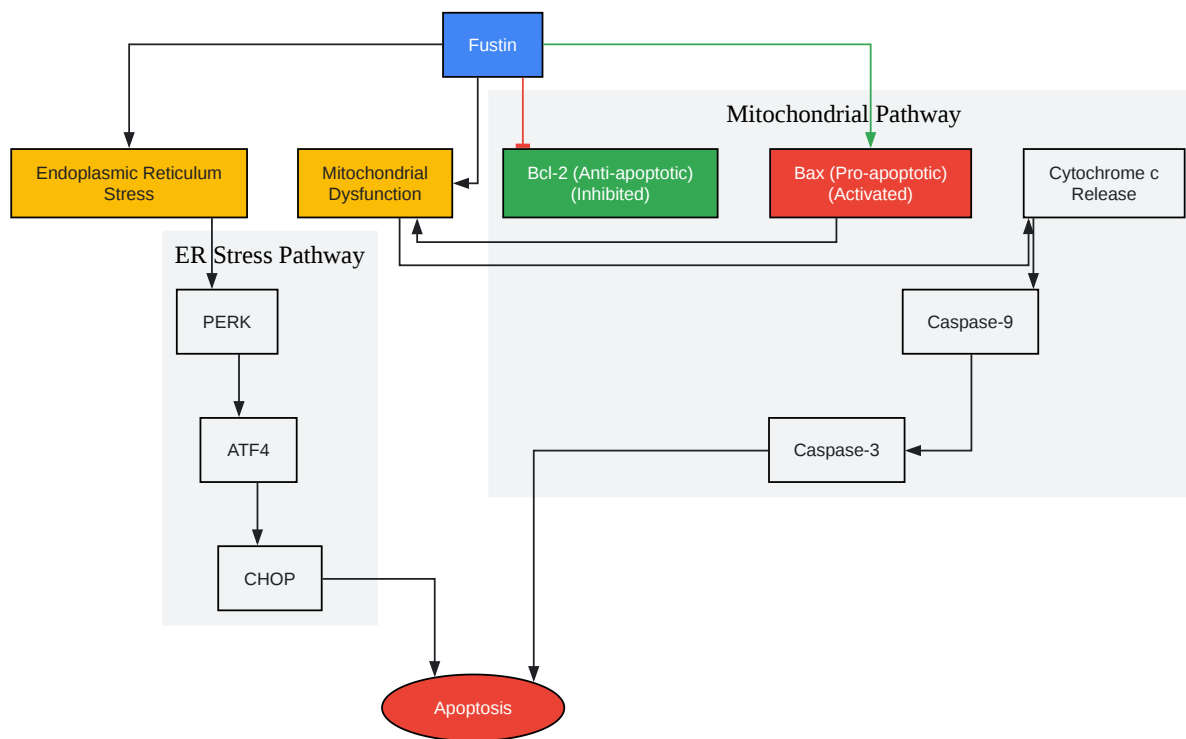 Fustin
Mitochondrial Pathway
Endoplasmic Reticulum
Stress
Mitochondrial
Dysfunction
Bcl-2 (Anti-apoptotic)
(Inhibited)
Bax (Pro-apoptotic)
(Activated)
Cytochrome c
Release
ER Stress Pathway
PERK
Caspase-9
ATF4
Caspase-3
CHOP
Apoptosis